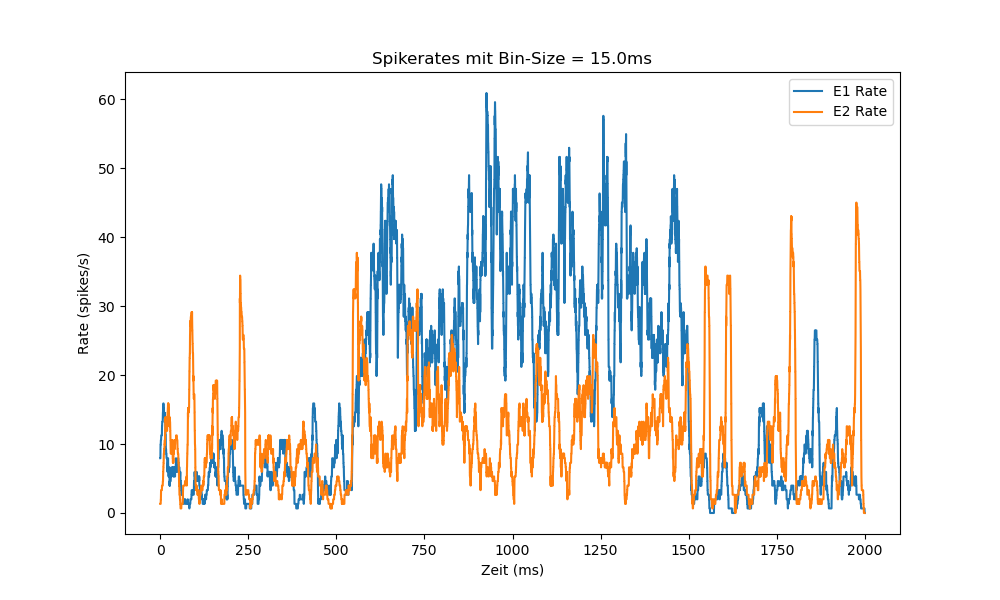 Spikerates mit Bin-Size = 15.0ms
E1 Rate
E2 Rate
60
50
40
30
20
10
0
Rate (spikes/s)
0 250 500 750 1000 1250 1500 1750 2000
Zeit (ms)